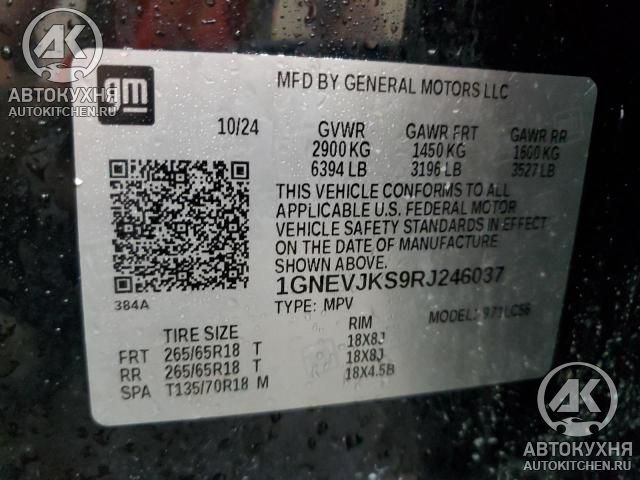 АВТОКУХНЯ
AUTOKITCHEN.RU
gm
MFD BY GENERAL MOTORS LLC
10/24 GVWR GAWR FRT GAWR RR
2900 KG 1450 KG 1600 KG
6394 LB 3196 LB 3527 LB
THIS VEHICLE CONFORMS TO ALL
APPLICABLE U.S. FEDERAL MOTOR
VEHICLE SAFETY STANDARDS IN EFFECT
ON THE DATE OF MANUFACTURE
SHOWN ABOVE.
384A
1GNEVJKS9RJ246037
TYPE: MPV MODEL:
TIRE SIZE RIM
FRT 265/65R18 T 18X8J
RR 265/65R18 T 18X8J
SPA T135/70R18 M 18X4.5B
АВТОКУХНЯ
AUTOKITCHEN.RU